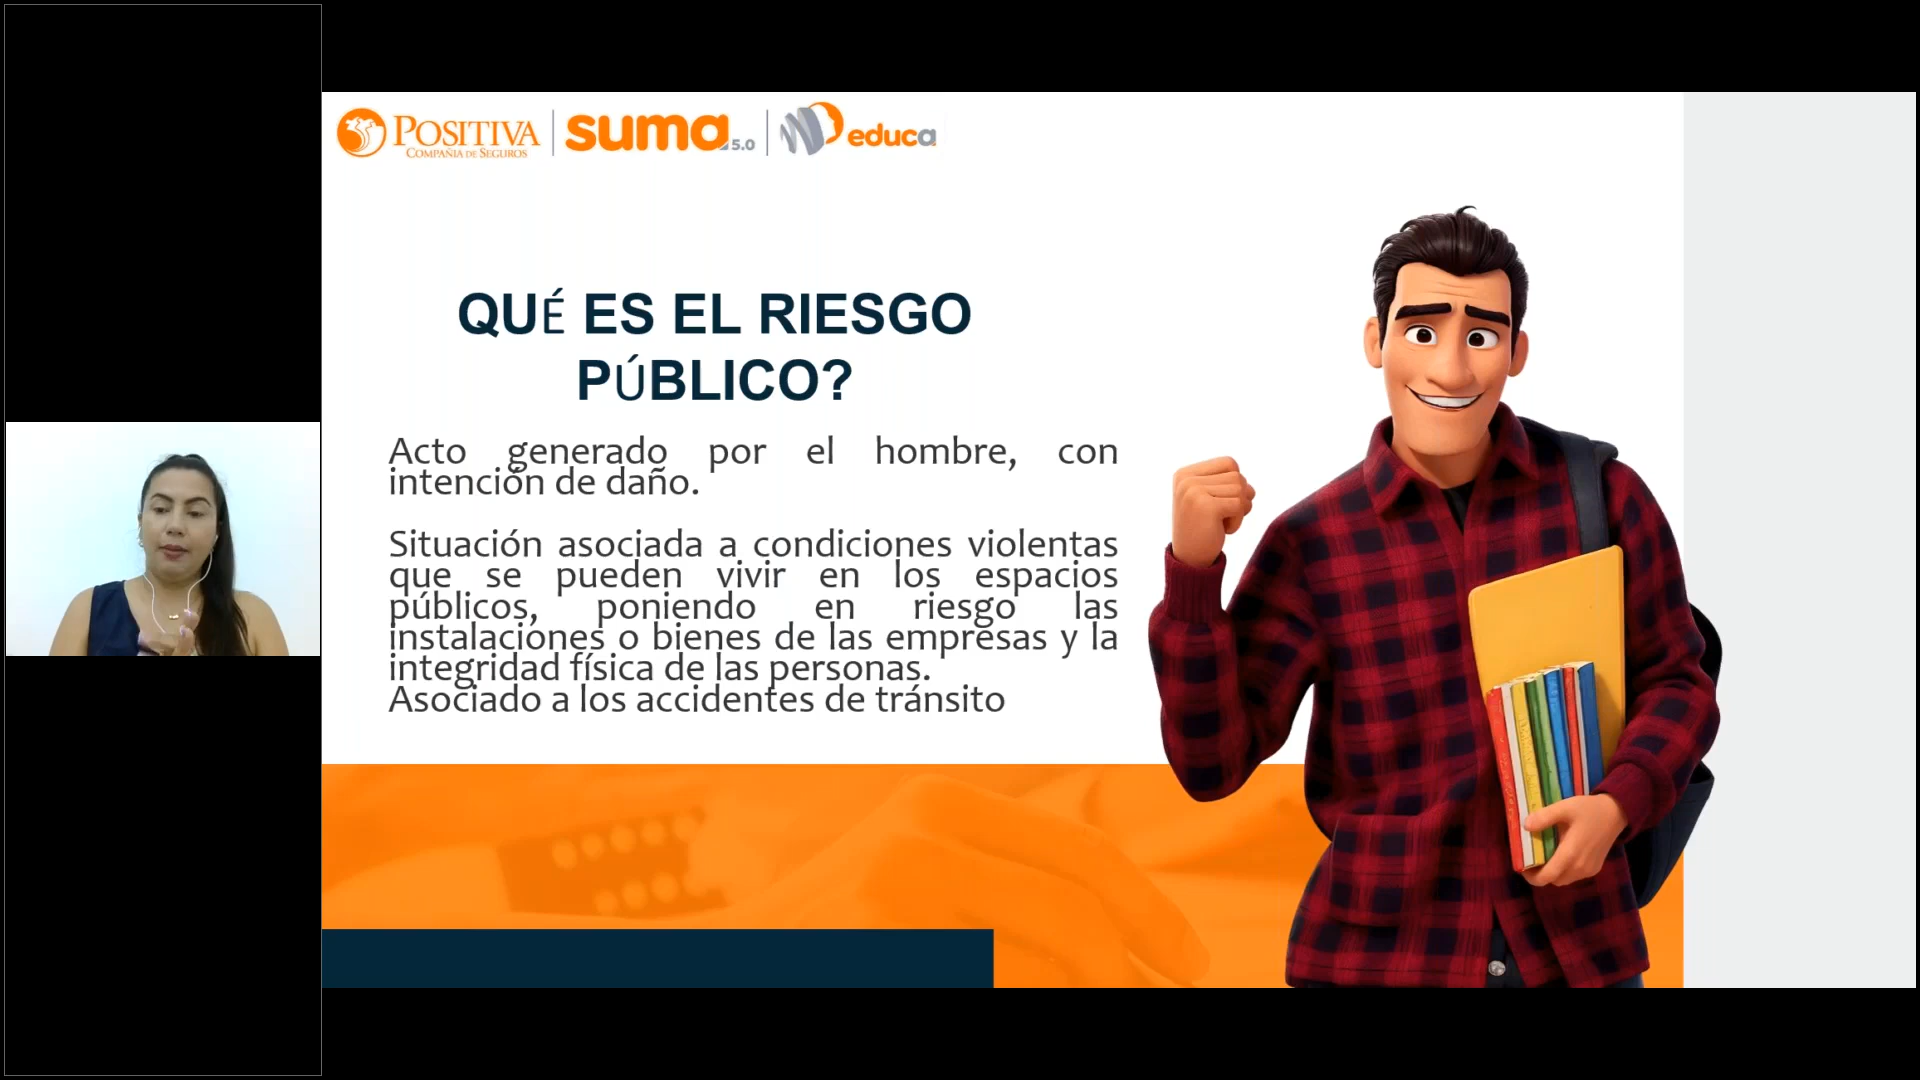 POSITIVA
COMPAÑIA DE SEGUROS
suma 5.0
educa
QUÉ ES EL RIESGO
PÚBLICO?
Acto generado por el hombre, con
intención de daño.
Situación asociada a condiciones violentas
que se pueden vivir en los espacios
públicos, poniendo en riesgo las
instalaciones o bienes de las empresas y la
integridad física de las personas.
Asociado a los accidentes de tránsito